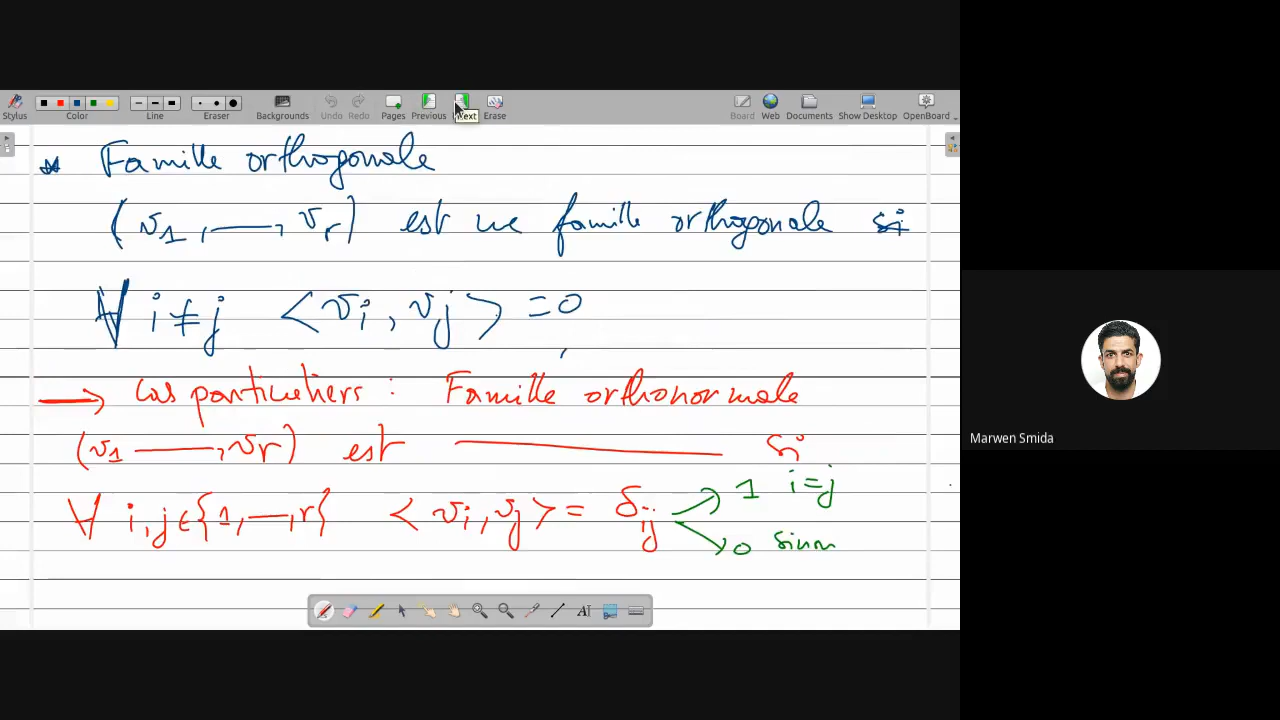 Stylus Color Line Eraser Backgrounds Undo Redo Pages Previous Next Erase Board Web Documents Show Desktop OpenBoard
* Famille orthogonale
(v1, ——, vr) est une famille orthogonale si
∀ i ≠ j < vi, vj > = 0
→ Cas particuliers : Famille orthonormale
(v1 ——, vr) est ———— si
∀ i, j ∈ {1, —, r} < vi, vj > = δij
1 i = j
0 sinon
Marwen Smida